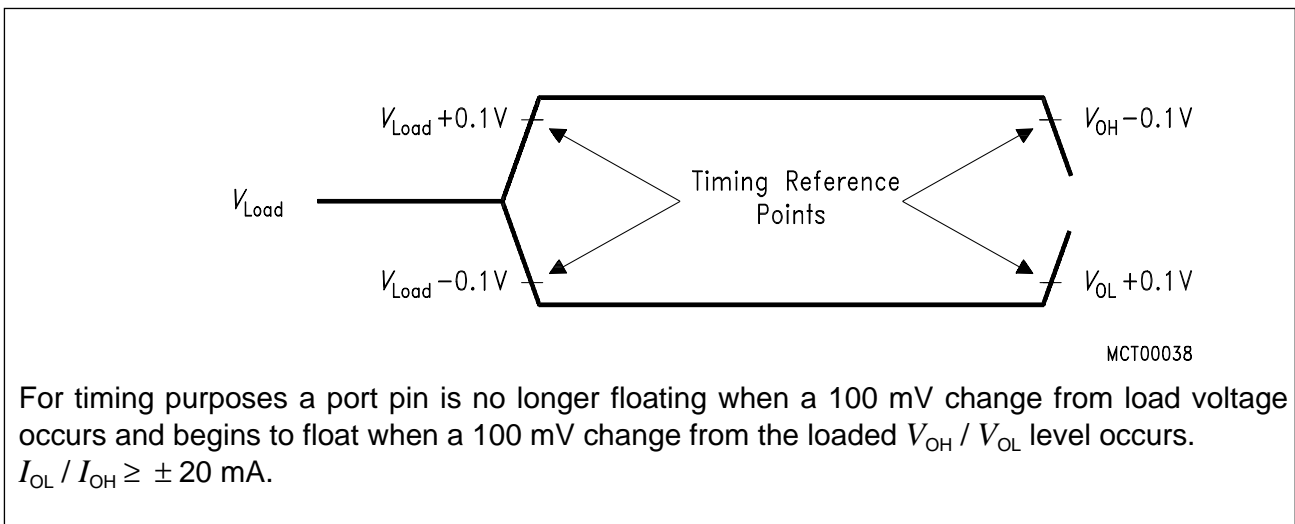 V_Load +0.1V
V_OH −0.1V
V_Load
Timing Reference
Points
V_Load −0.1V
V_OL +0.1V
MCT00038
For timing purposes a port pin is no longer floating when a 100 mV change from load voltage
occurs and begins to float when a 100 mV change from the loaded V_OH / V_OL level occurs.
I_OL / I_OH ≥ ± 20 mA.